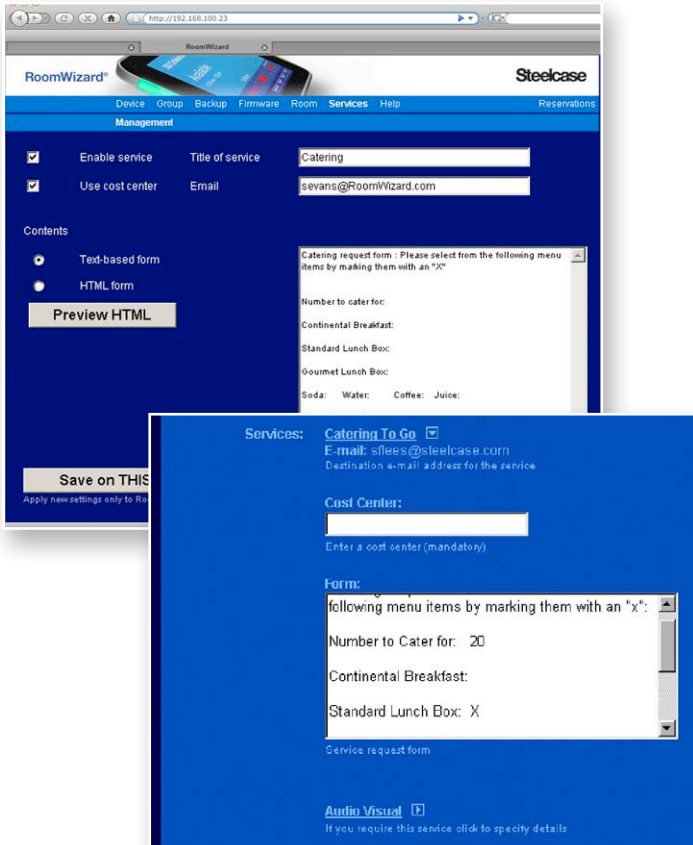 http://192.168.100.23
RoomWizard
RoomWizard®
Steelcase
Device Group Backup Firmware Room Services Help Reservations
Management
Enable service Title of service Catering
Use cost center Email sevans@RoomWizard.com
Contents
Text-based form
HTML form
Preview HTML
Catering request form : Please select from the following menu
items by marking them with an "X"
Number to cater for:
Continental Breakfast:
Standard Lunch Box:
Gourmet Lunch Box:
Soda: Water: Coffee: Juice:
Save on THIS
Apply new settings only to Ro
Services: Catering To Go
E-mail: sflees@steelcase.com
Destination e-mail address for the service
Cost Center:
Enter a cost center (mandatory)
Form:
following menu items by marking them with an "x":
Number to Cater for: 20
Continental Breakfast:
Standard Lunch Box: X
Service request form
Audio Visual
If you require this service click to specify details